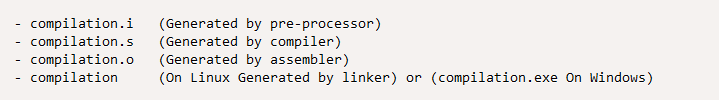 - compilation.i   (Generated by pre-processor)
- compilation.s   (Generated by compiler)
- compilation.o   (Generated by assembler)
- compilation     (On Linux Generated by linker) or (compilation.exe On Windows)